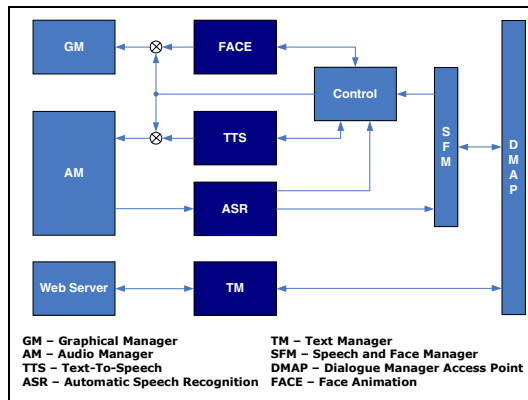 GM
FACE
Control
TTS
AM
ASR
SFM
DMAP
Web Server
TM
GM – Graphical Manager
AM – Audio Manager
TTS – Text-To-Speech
ASR – Automatic Speech Recognition
TM – Text Manager
SFM – Speech and Face Manager
DMAP – Dialogue Manager Access Point
FACE – Face Animation